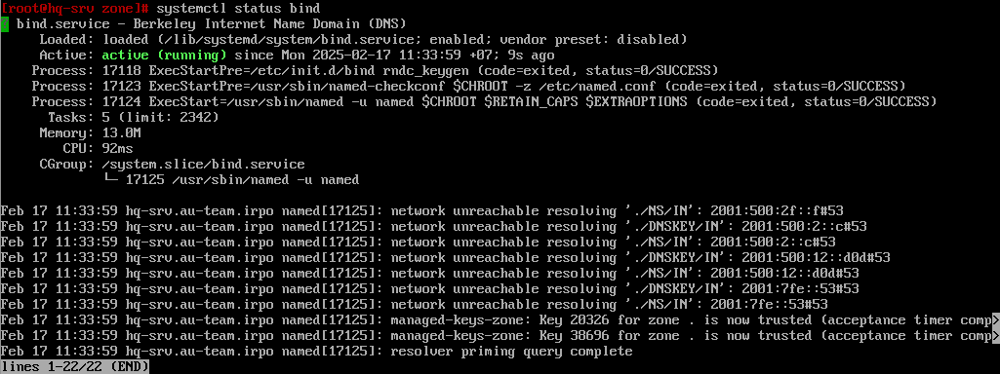 [root@hq-srv zone]# systemctl status bind
bind.service - Berkeley Internet Name Domain (DNS)
Loaded: loaded (/lib/systemd/system/bind.service; enabled; vendor preset: disabled)
Active: active (running) since Mon 2025-02-17 11:33:59 +07; 9s ago
Process: 17118 ExecStartPre=/etc/init.d/bind rndc_keygen (code=exited, status=0/SUCCESS)
Process: 17123 ExecStartPre=/usr/sbin/named-checkconf $CHROOT -z /etc/named.conf (code=exited, status=0/SUCCESS)
Process: 17124 ExecStart=/usr/sbin/named -u named $CHROOT $RETAIN_CAPS $EXTRAOPTIONS (code=exited, status=0/SUCCESS)
Tasks: 5 (limit: 2342)
Memory: 13.0M
CPU: 92ms
CGroup: /system.slice/bind.service
└─ 17125 /usr/sbin/named -u named
Feb 17 11:33:59 hq-srv.au-team.irpo named[17125]: network unreachable resolving './NS/IN': 2001:500:2f::f#53
Feb 17 11:33:59 hq-srv.au-team.irpo named[17125]: network unreachable resolving './DNSKEY/IN': 2001:500:2::c#53
Feb 17 11:33:59 hq-srv.au-team.irpo named[17125]: network unreachable resolving './NS/IN': 2001:500:2::c#53
Feb 17 11:33:59 hq-srv.au-team.irpo named[17125]: network unreachable resolving './DNSKEY/IN': 2001:500:12::d0d#53
Feb 17 11:33:59 hq-srv.au-team.irpo named[17125]: network unreachable resolving './NS/IN': 2001:500:12::d0d#53
Feb 17 11:33:59 hq-srv.au-team.irpo named[17125]: network unreachable resolving './DNSKEY/IN': 2001:7fe::53#53
Feb 17 11:33:59 hq-srv.au-team.irpo named[17125]: network unreachable resolving './NS/IN': 2001:7fe::53#53
Feb 17 11:33:59 hq-srv.au-team.irpo named[17125]: managed-keys-zone: Key 20326 for zone . is now trusted (acceptance timer comp>
Feb 17 11:33:59 hq-srv.au-team.irpo named[17125]: managed-keys-zone: Key 38696 for zone . is now trusted (acceptance timer comp>
Feb 17 11:33:59 hq-srv.au-team.irpo named[17125]: resolver priming query complete
lines 1-22/22 (END)